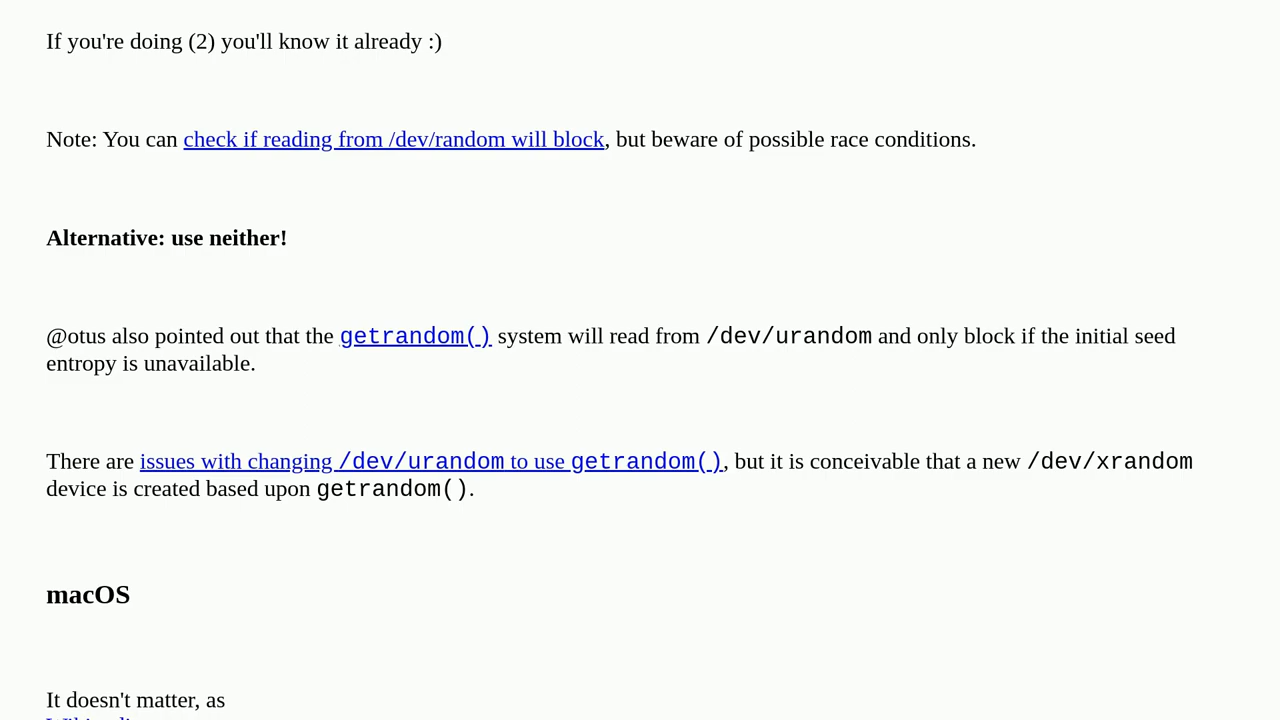 If you're doing (2) you'll know it already :)
Note: You can check if reading from /dev/random will block, but beware of possible race conditions.
Alternative: use neither!
@otus also pointed out that the getrandom() system will read from /dev/urandom and only block if the initial seed
entropy is unavailable.
There are issues with changing /dev/urandom to use getrandom(), but it is conceivable that a new /dev/xrandom
device is created based upon getrandom().
macOS
It doesn't matter, as